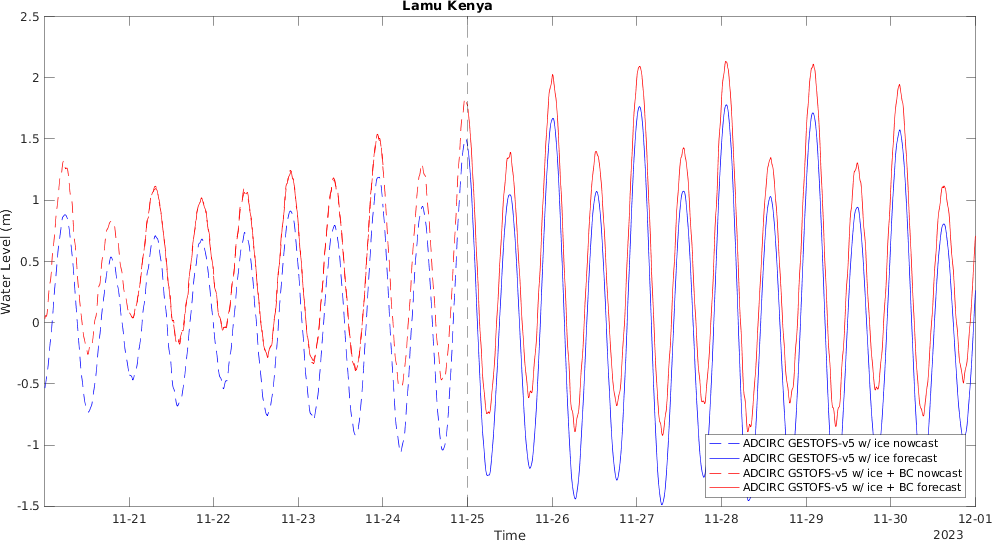 Lamu Kenya
2.5
2
1.5
1
0.5
0
-0.5
-1
-1.5
Water Level (m)
ADCIRC GESTOFS-v5 w/ ice nowcast
ADCIRC GESTOFS-v5 w/ ice forecast
ADCIRC GSTOFS-v5 w/ ice + BC nowcast
ADCIRC GSTOFS-v5 w/ ice + BC forecast
11-21 11-22 11-23 11-24 11-25 11-26 11-27 11-28 11-29 11-30 12-01
Time
2023